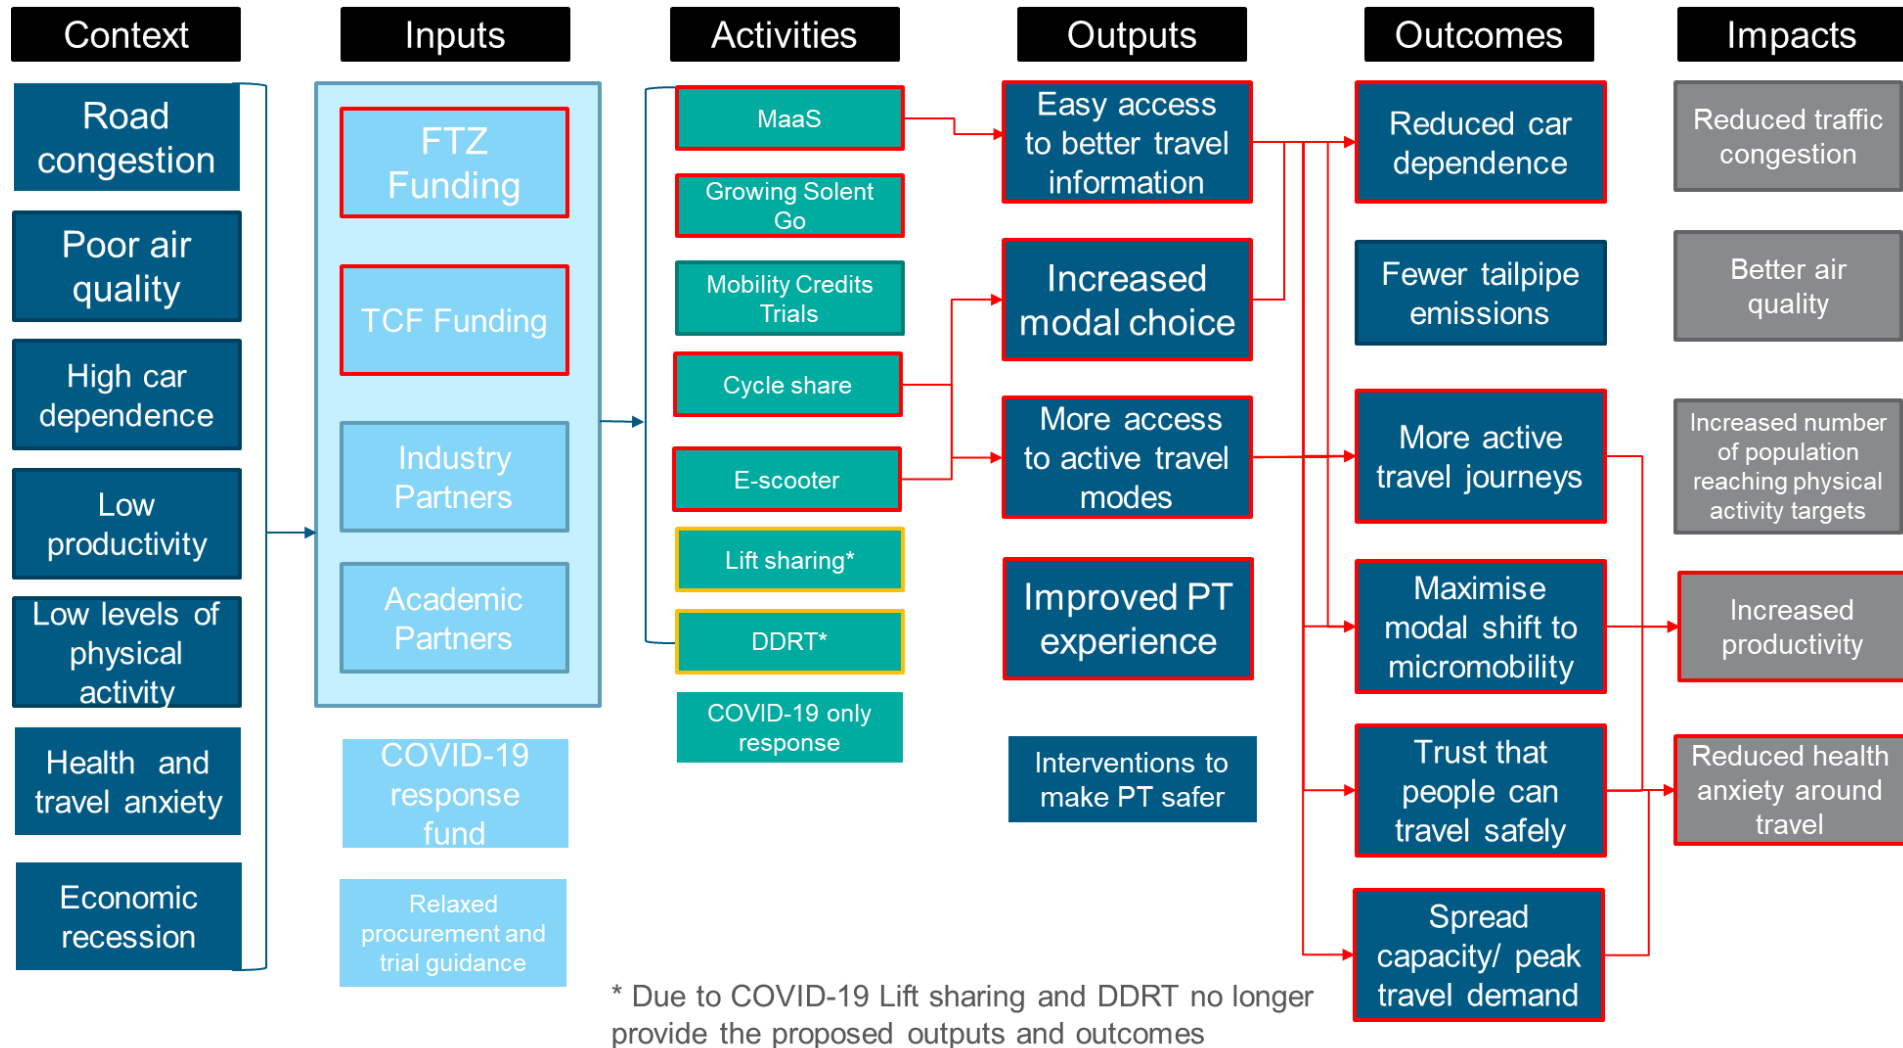 Context
Inputs
Activities
Outputs
Outcomes
Impacts
Road
congestion
Poor air
quality
High car
dependence
Low
productivity
Low levels of
physical
activity
Health and
travel anxiety
Economic
recession
FTZ
Funding
TCF Funding
Industry
Partners
Academic
Partners
COVID-19
response
fund
Relaxed
procurement and
trial guidance
MaaS
Growing Solent
Go
Mobility Credits
Trials
Cycle share
E-scooter
Lift sharing*
DDRT*
COVID-19 only
response
Easy access
to better travel
information
Increased
modal choice
More access
to active travel
modes
Improved PT
experience
Interventions to
make PT safer
Reduced car
dependence
Fewer tailpipe
emissions
More active
travel journeys
Maximise
modal shift to
micromobility
Trust that
people can
travel safely
Spread
capacity/ peak
travel demand
Reduced traffic
congestion
Better air
quality
Increased number
of population
reaching physical
activity targets
Increased
productivity
Reduced health
anxiety around
travel
* Due to COVID-19 Lift sharing and DDRT no longer
provide the proposed outputs and outcomes